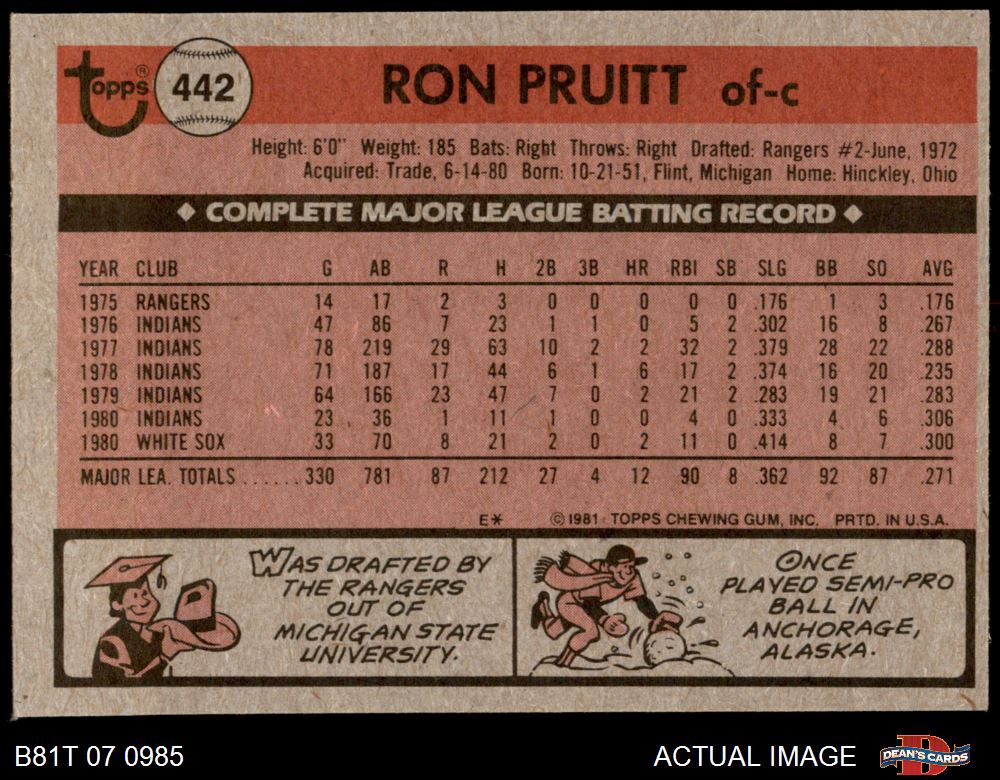 Topps® 442 RON PRUITT of-c
Height: 6'0" Weight: 185 Bats: Right Throws: Right Drafted: Rangers #2-June, 1972
Acquired: Trade, 6-14-80 Born: 10-21-51, Flint, Michigan Home: Hinckley, Ohio
◆ COMPLETE MAJOR LEAGUE BATTING RECORD ◆
YEAR CLUB G AB R H 2B 3B HR RBI SB SLG BB SO AVG
1975 RANGERS 14 17 2 3 0 0 0 0 0 .176 1 3 .176
1976 INDIANS 47 86 7 23 1 1 0 5 2 .302 16 8 .267
1977 INDIANS 78 219 29 63 10 2 2 32 2 .379 28 22 .288
1978 INDIANS 71 187 17 44 6 1 6 17 2 .374 16 20 .235
1979 INDIANS 64 166 23 47 7 0 2 21 2 .283 19 21 .283
1980 INDIANS 23 36 1 11 1 0 0 4 0 .333 4 6 .306
1980 WHITE SOX 33 70 8 21 2 0 2 11 0 .414 8 7 .300
MAJOR LEA. TOTALS ......330 781 87 212 27 4 12 90 8 .362 92 87 .271
E* ©1981 TOPPS CHEWING GUM, INC. PRTD. IN U.S.A.
WAS DRAFTED BY
THE RANGERS
OUT OF
MICHIGAN STATE
UNIVERSITY.
ONCE
PLAYED SEMI-PRO
BALL IN
ANCHORAGE,
ALASKA.
B81T 07 0985 ACTUAL IMAGE DEAN'S CARDS